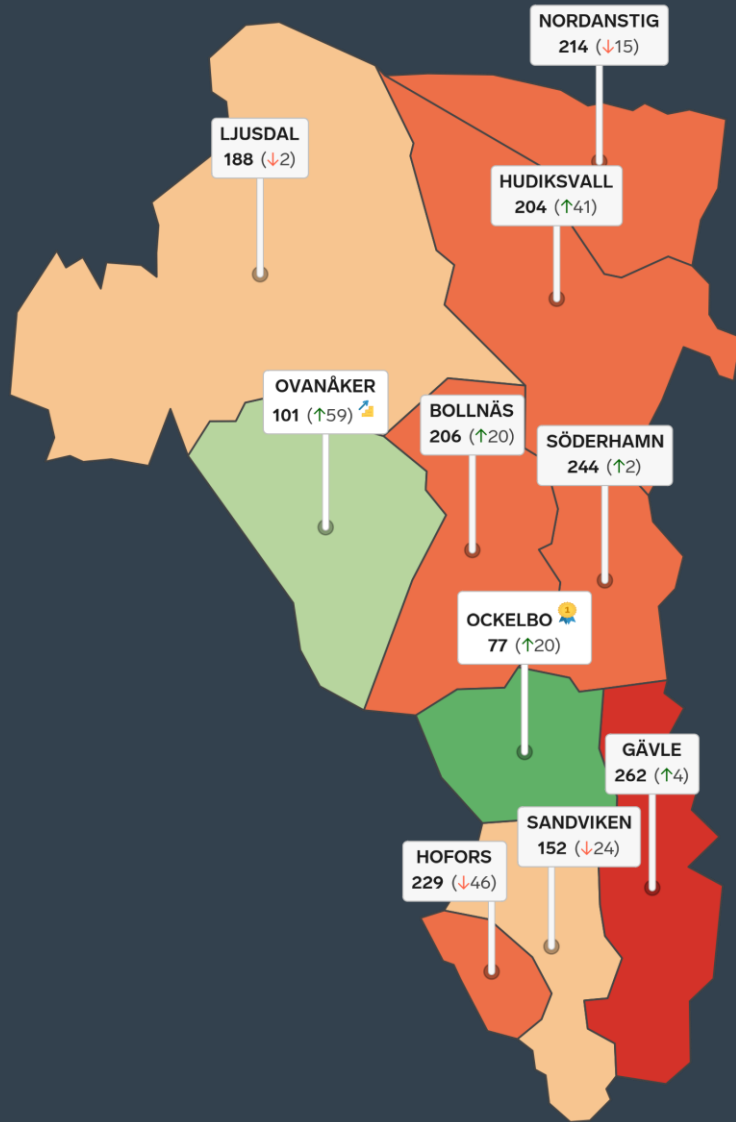 NORDANSTIG
214 (↓15)
LJUSDAL
188 (↓2)
HUDIKSVALL
204 (↑41)
OVANÅKER
101 (↑59)
BOLLNÄS
206 (↑20)
SÖDERHAMN
244 (↑2)
OCKELBO
1
77 (↑20)
GÄVLE
262 (↑4)
SANDVIKEN
152 (↓24)
HOFORS
229 (↓46)